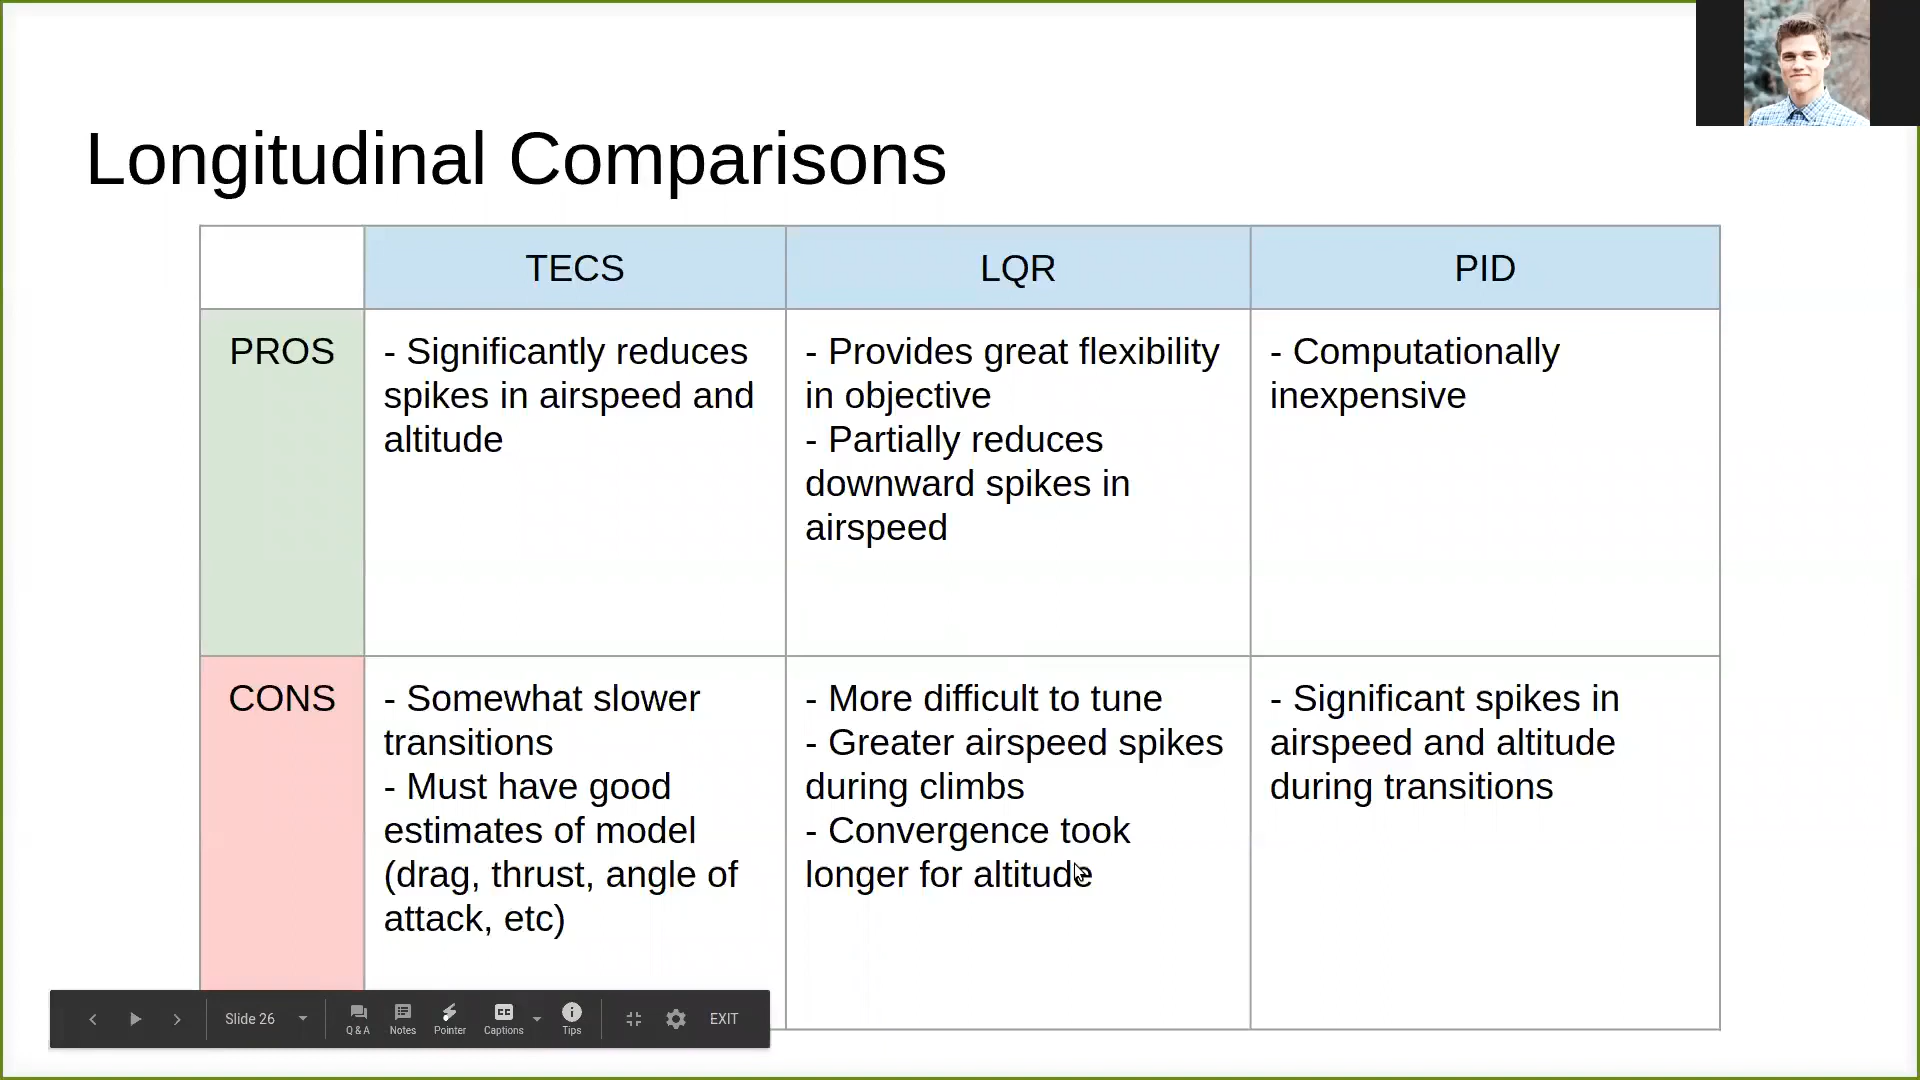 Longitudinal Comparisons
TECS
LQR
PID
PROS
- Significantly reduces
spikes in airspeed and
altitude
- Provides great flexibility
in objective
- Partially reduces
downward spikes in
airspeed
- Computationally
inexpensive
CONS
- Somewhat slower
transitions
- Must have good
estimates of model
(drag, thrust, angle of
attack, etc)
- More difficult to tune
- Greater airspeed spikes
during climbs
- Convergence took
longer for altitude
- Significant spikes in
airspeed and altitude
during transitions
Slide 26
Q & A
Notes
Pointer
CC
Captions
Tips
EXIT